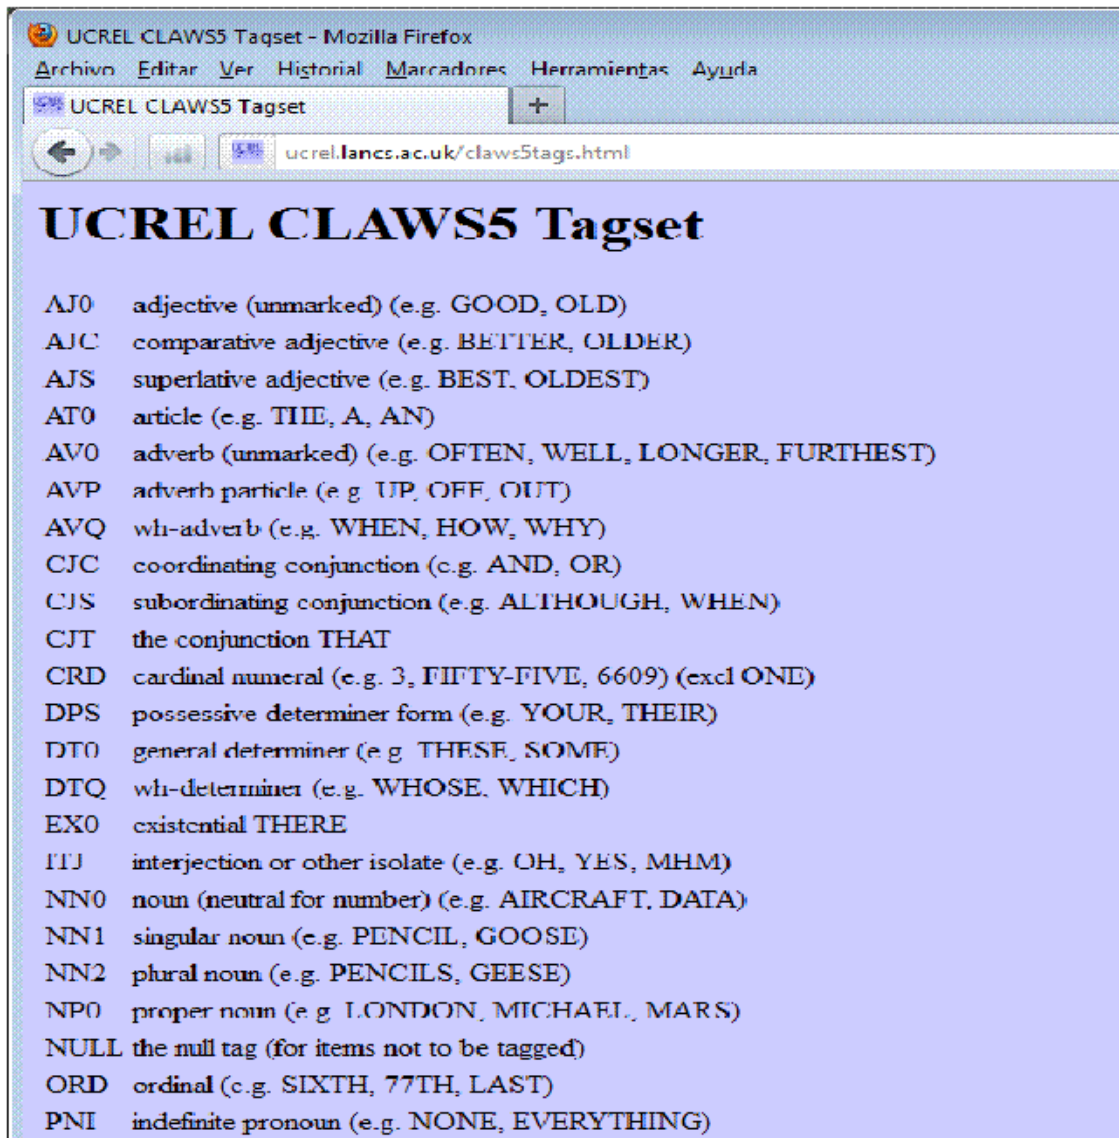 UCREL CLAWS5 Tagset - Mozilla Firefox
Archivo Editar Ver Historial Marcadores Herramientas Ayuda
UCREL CLAWS5 Tagset +
ucrel.lancs.ac.uk/claws5tags.html
UCREL CLAWS5 Tagset
AJ0 adjective (unmarked) (e.g. GOOD, OLD)
AJC comparative adjective (e.g. BETTER, OLDER)
AJS superlative adjective (e.g. BEST, OLDEST)
AT0 article (e.g. THE, A, AN)
AV0 adverb (unmarked) (e.g. OFTEN, WELL, LONGER, FURTHEST)
AVP adverb particle (e.g. UP, OFF, OUT)
AVQ wh-adverb (e.g. WHEN, HOW, WHY)
CJC coordinating conjunction (e.g. AND, OR)
CJS subordinating conjunction (e.g. ALTHOUGH, WHEN)
CJT the conjunction THAT
CRD cardinal numeral (e.g. 3, FIFTY-FIVE, 6609) (excl ONE)
DPS possessive determiner form (e.g. YOUR, THEIR)
DT0 general determiner (e.g. THESE, SOME)
DTQ wh-determiner (e.g. WHOSE, WHICH)
EX0 existential THERE
ITJ interjection or other isolate (e.g. OH, YES, MHM)
NN0 noun (neutral for number) (e.g. AIRCRAFT, DATA)
NN1 singular noun (e.g. PENCIL, GOOSE)
NN2 plural noun (e.g. PENCILS, GEESE)
NP0 proper noun (e.g. LONDON, MICHAEL, MARS)
NULL the null tag (for items not to be tagged)
ORD ordinal (e.g. SIXTH, 77TH, LAST)
PNI indefinite pronoun (e.g. NONE, EVERYTHING)